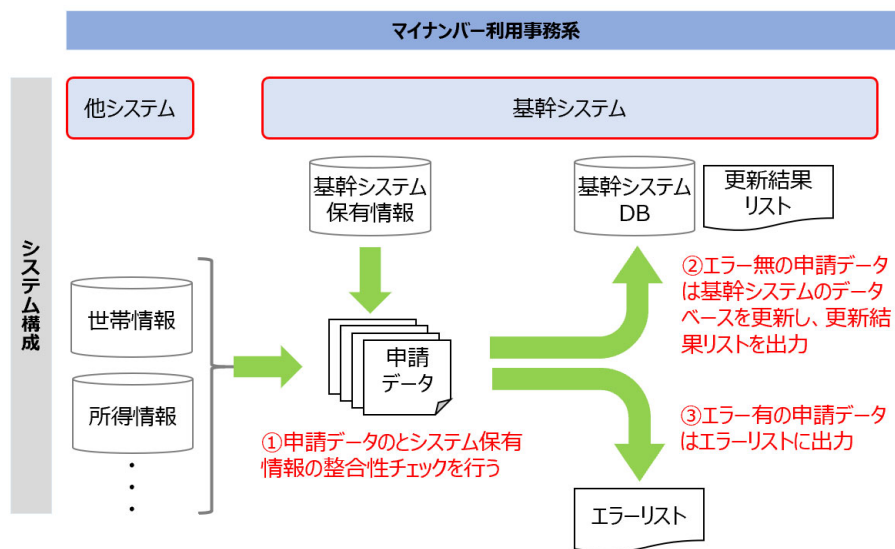 マイナンバー利用事務系
システム構成
他システム
基幹システム
基幹システム
保有情報
基幹システム
DB
更新結果
リスト
世帯情報
所得情報
・
・
・
申請
データ
①申請データのとシステム保有
情報の整合性チェックを行う
②エラー無の申請データ
は基幹システムのデータ
ベースを更新し、更新結
果リストを出力
③エラー有の申請データ
はエラーリストに出力
エラーリスト